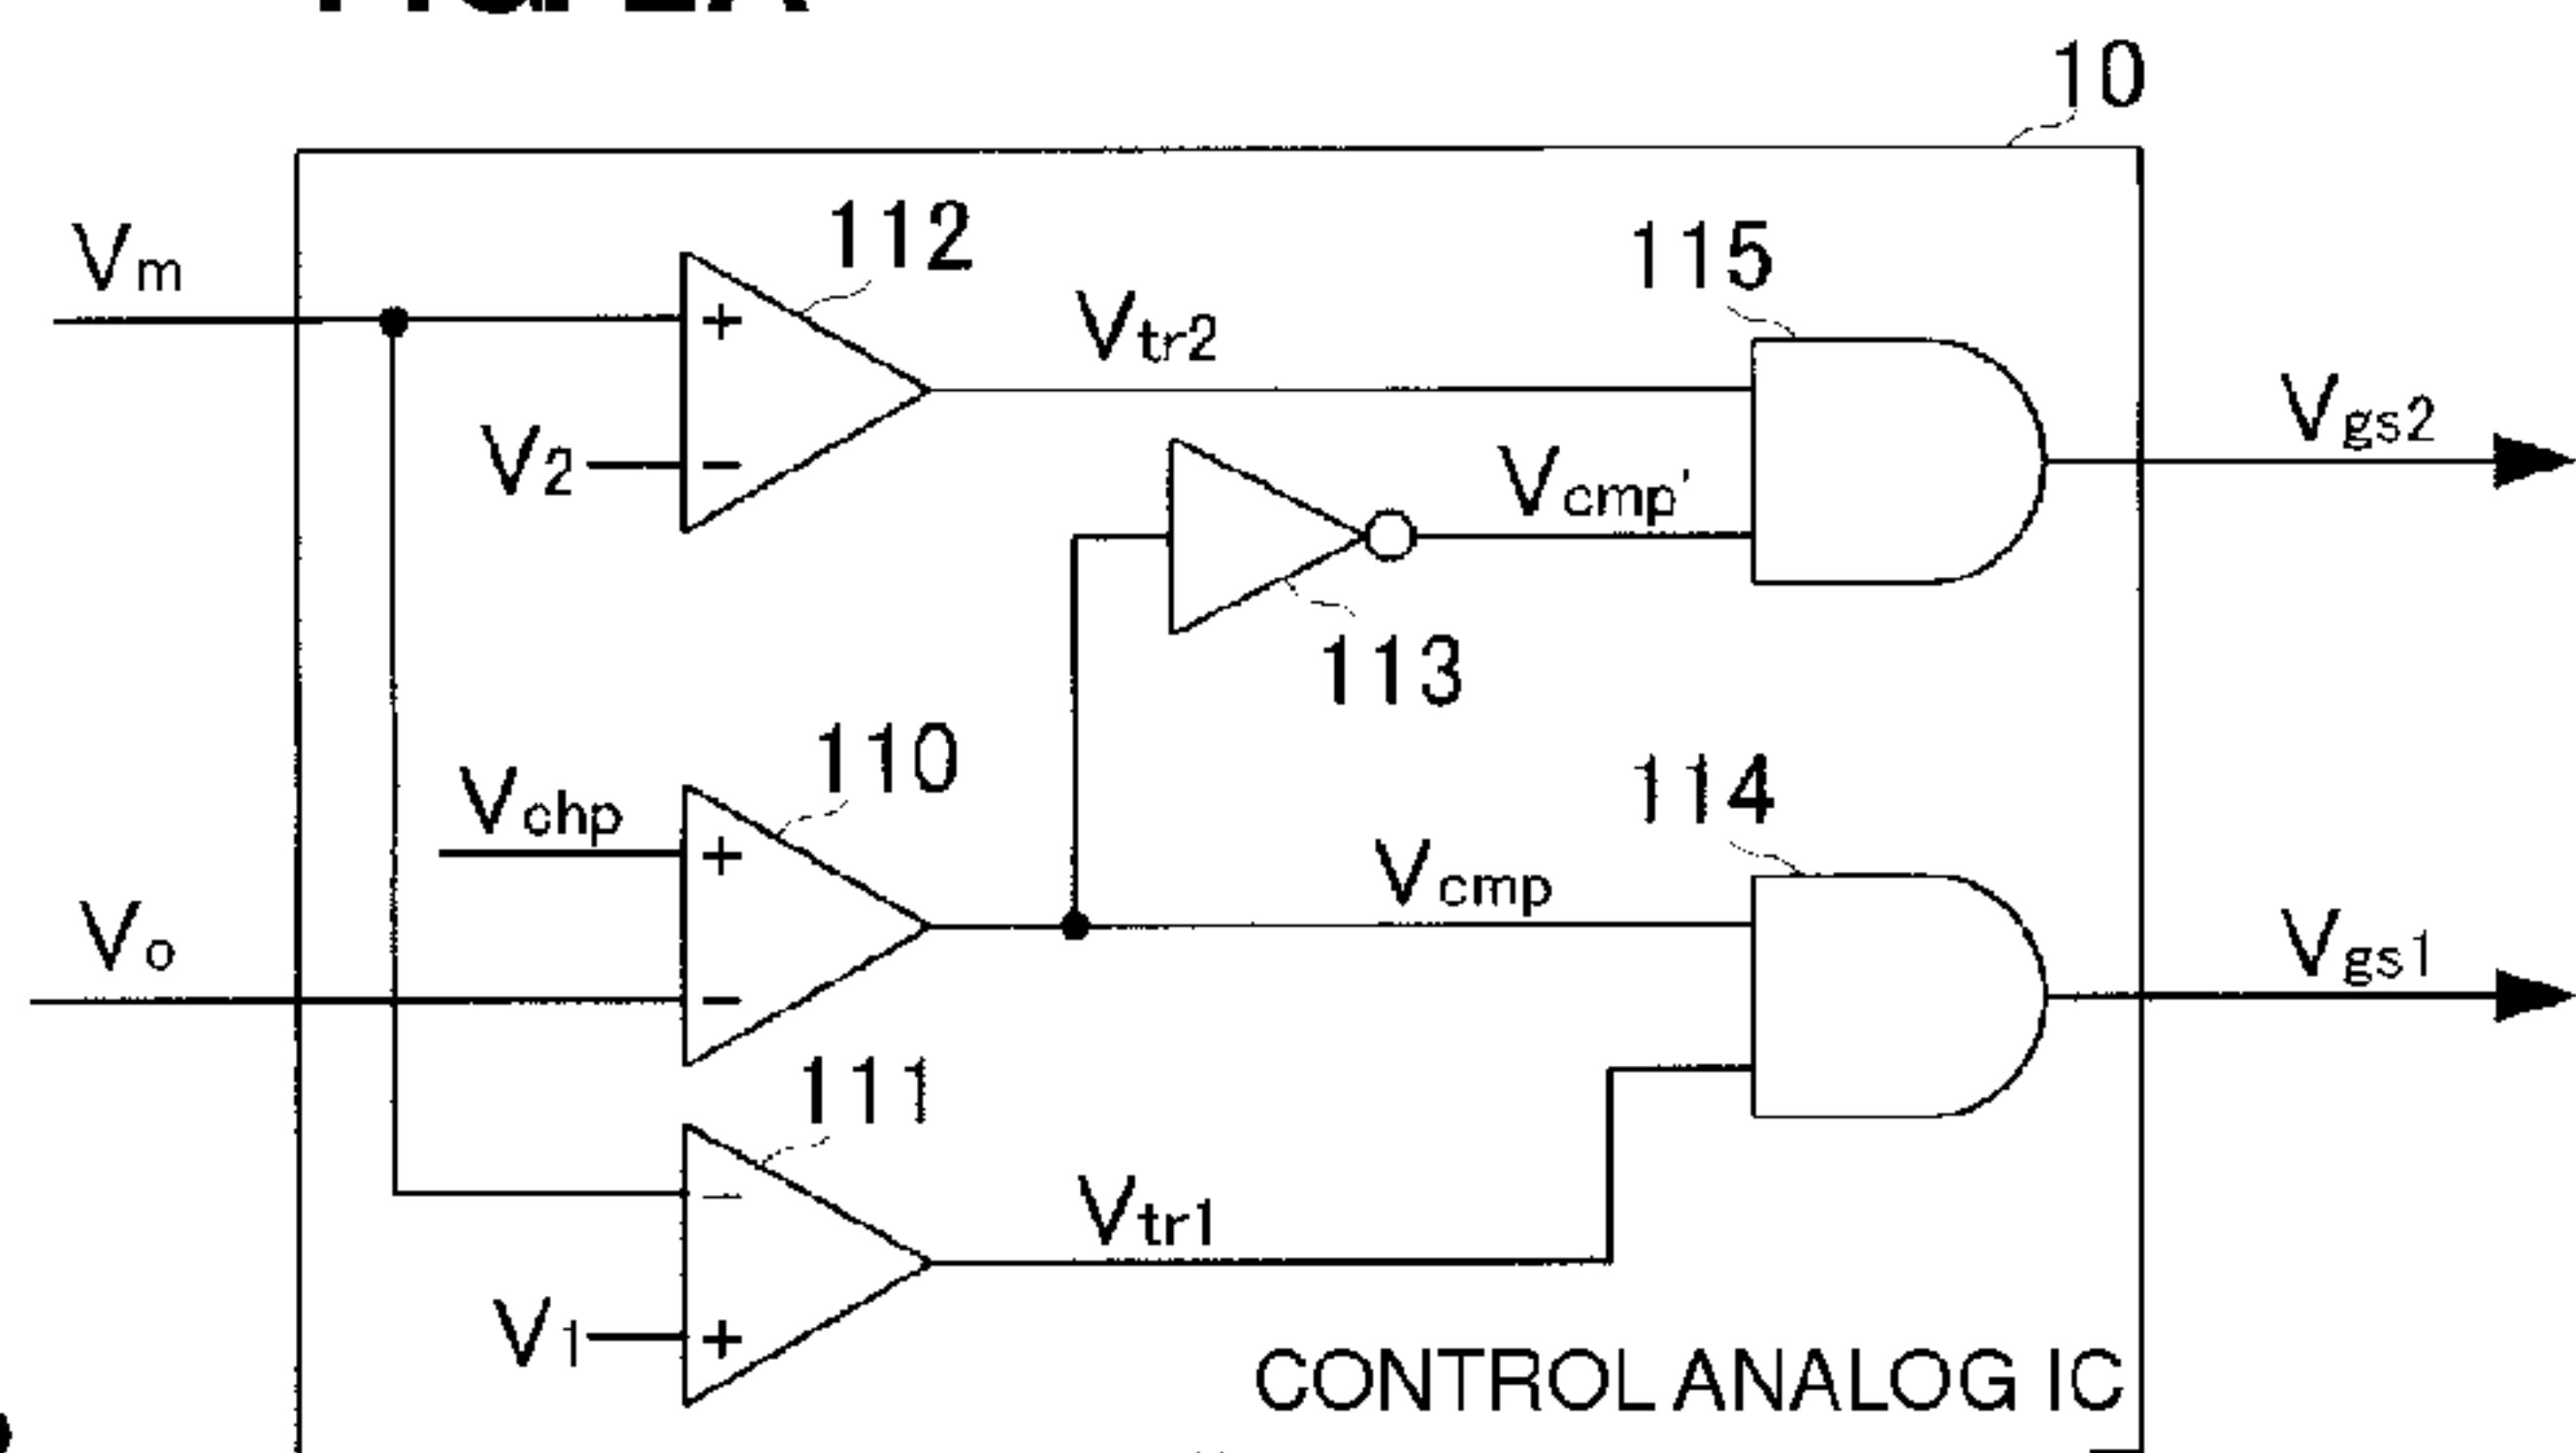 10
112
115
Vm
+
Vtr2
Vgs2
V2
−
Vcmp'
113
110
114
Vchp
+
Vcmp
Vo
−
Vgs1
111
−
Vtr1
V1
+
CONTROL ANALOG IC